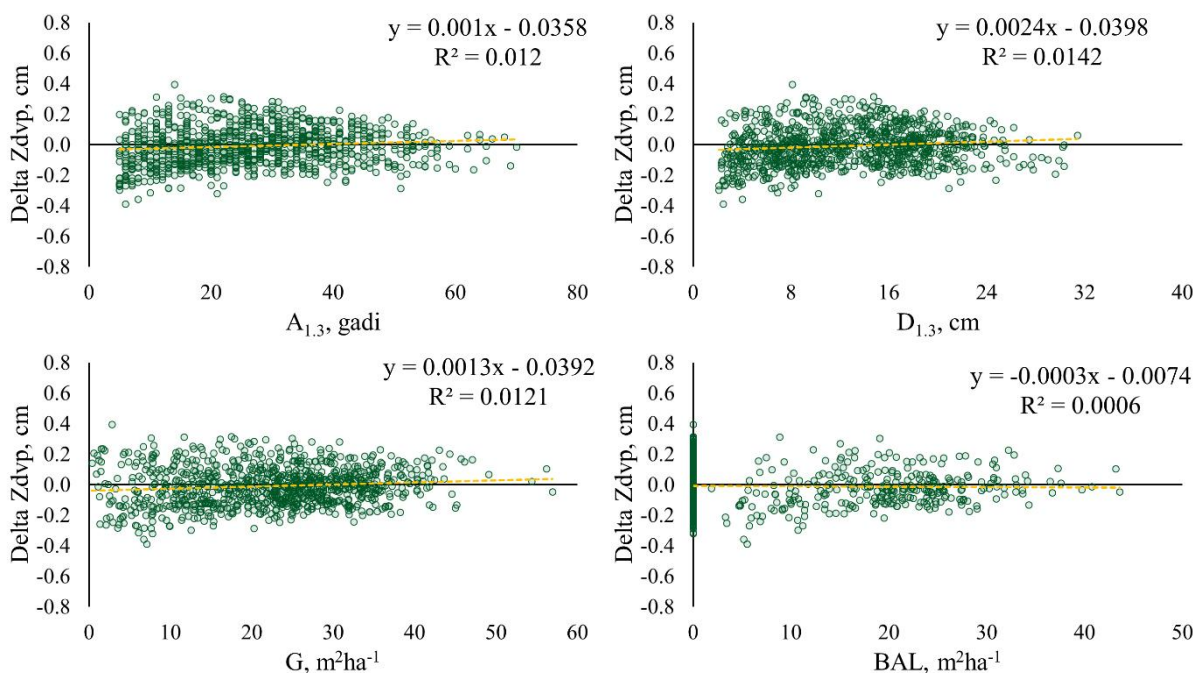 y = 0.001x - 0.0358
R² = 0.012
0.8
0.6
0.4
0.2
0.0
-0.2
-0.4
-0.6
-0.8
Delta Zdvp, cm
0 20 40 60 80
A₁.₃, gadi
y = 0.0024x - 0.0398
R² = 0.0142
0.8
0.6
0.4
0.2
0.0
-0.2
-0.4
-0.6
-0.8
Delta Zdvp, cm
0 8 16 24 32 40
D₁.₃, cm
y = 0.0013x - 0.0392
R² = 0.0121
0.8
0.6
0.4
0.2
0.0
-0.2
-0.4
-0.6
-0.8
Delta Zdvp, cm
0 10 20 30 40 50 60
G, m²ha⁻¹
y = -0.0003x - 0.0074
R² = 0.0006
0.8
0.6
0.4
0.2
0.0
-0.2
-0.4
-0.6
-0.8
Delta Zdvp, cm
0 10 20 30 40 50
BAL, m²ha⁻¹